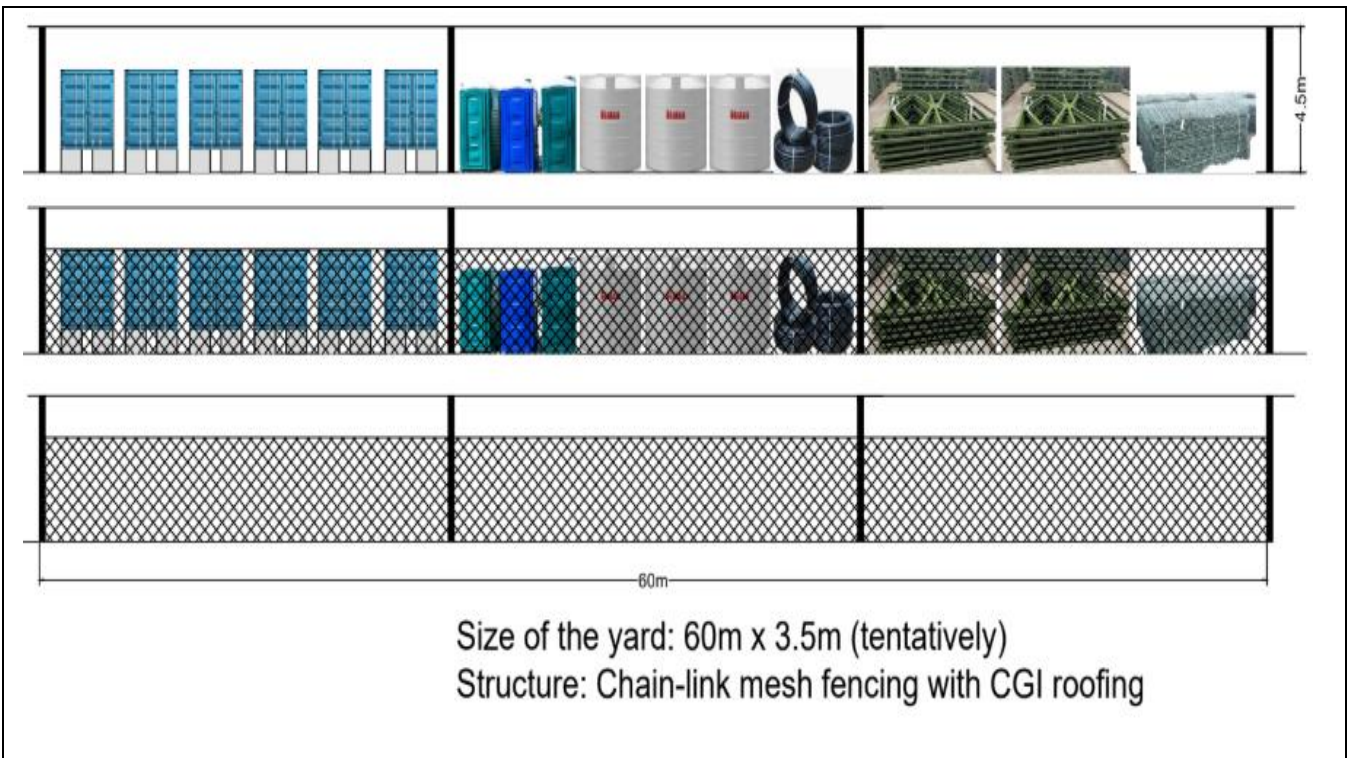 4.5m
60m
Size of the yard: 60m x 3.5m (tentatively)
Structure: Chain-link mesh fencing with CGI roofing